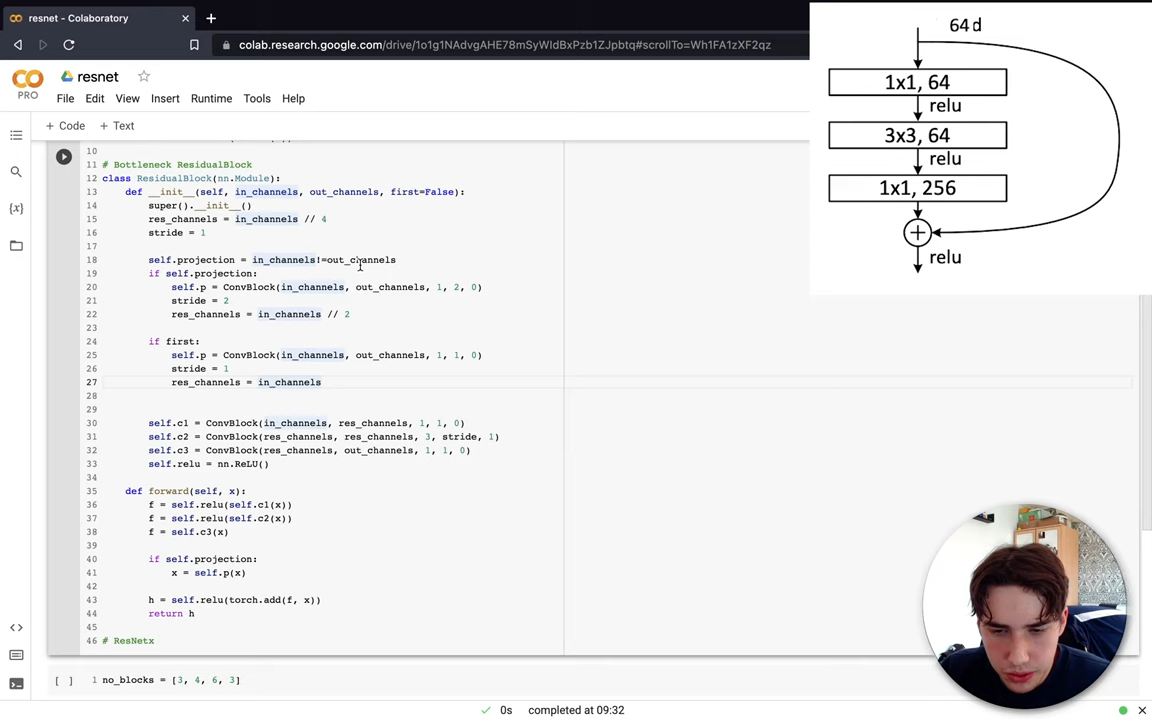 resnet - Colaboratory
colab.research.google.com/drive/1o1g1NAdvgAHE78mSyWIdBxPzb1ZJpbtq#scrollTo=Wh1FA1zXF2qz
resnet
PRO
File Edit View Insert Runtime Tools Help
+ Code + Text
10
11 # Bottleneck ResidualBlock
12 class ResidualBlock(nn.Module):
13 def __init__(self, in_channels, out_channels, first=False):
14 super().__init__()
15 res_channels = in_channels // 4
16 stride = 1
17
18 self.projection = in_channels!=out_channels
19 if self.projection:
20 self.p = ConvBlock(in_channels, out_channels, 1, 2, 0)
21 stride = 2
22 res_channels = in_channels // 2
23
24 if first:
25 self.p = ConvBlock(in_channels, out_channels, 1, 1, 0)
26 stride = 1
27 res_channels = in_channels
28
29
30 self.c1 = ConvBlock(in_channels, res_channels, 1, 1, 0)
31 self.c2 = ConvBlock(res_channels, res_channels, 3, stride, 1)
32 self.c3 = ConvBlock(res_channels, out_channels, 1, 1, 0)
33 self.relu = nn.ReLU()
34
35 def forward(self, x):
36 f = self.relu(self.c1(x))
37 f = self.relu(self.c2(x))
38 f = self.c3(x)
39
40 if self.projection:
41 x = self.p(x)
42
43 h = self.relu(torch.add(f, x))
44 return h
45
46 # ResNetx
[ ] 1 no_blocks = [3, 4, 6, 3]
0s completed at 09:32
64 d
1x1, 64
relu
3x3, 64
relu
1x1, 256
relu